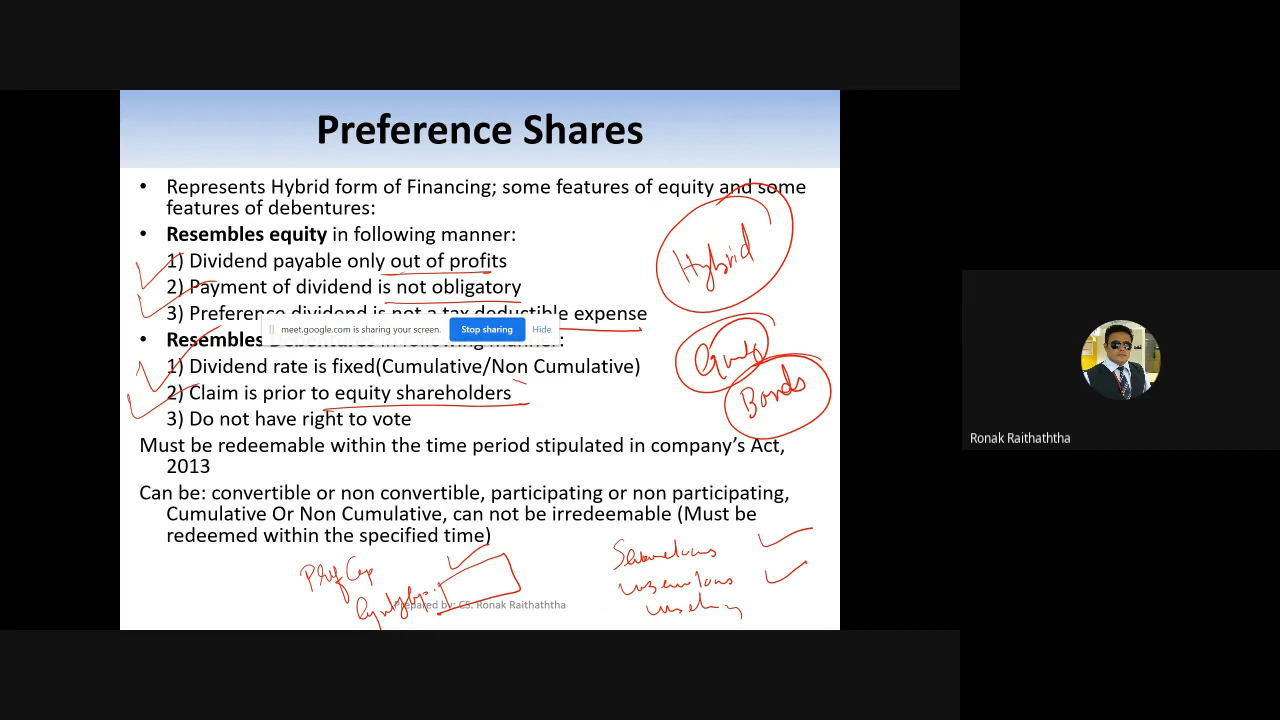 Preference Shares
• Represents Hybrid form of Financing; some features of equity and some
features of debentures:
• Resembles equity in following manner:
1) Dividend payable only out of profits
2) Payment of dividend is not obligatory
3) Preference dividend is not a tax deductible expense
meet.google.com is sharing your screen. Stop sharing Hide
• Resembles
1) Dividend rate is fixed(Cumulative/Non Cumulative)
2) Claim is prior to equity shareholders
3) Do not have right to vote
Must be redeemable within the time period stipulated in company's Act,
2013
Can be: convertible or non convertible, participating or non participating,
Cumulative Or Non Cumulative, can not be irredeemable (Must be
redeemed within the specified time)
Hybrid
Equity
Bonds
Pref Cap
Prepared by: CS. Ronak Raithaththa
Ronak Raithaththa